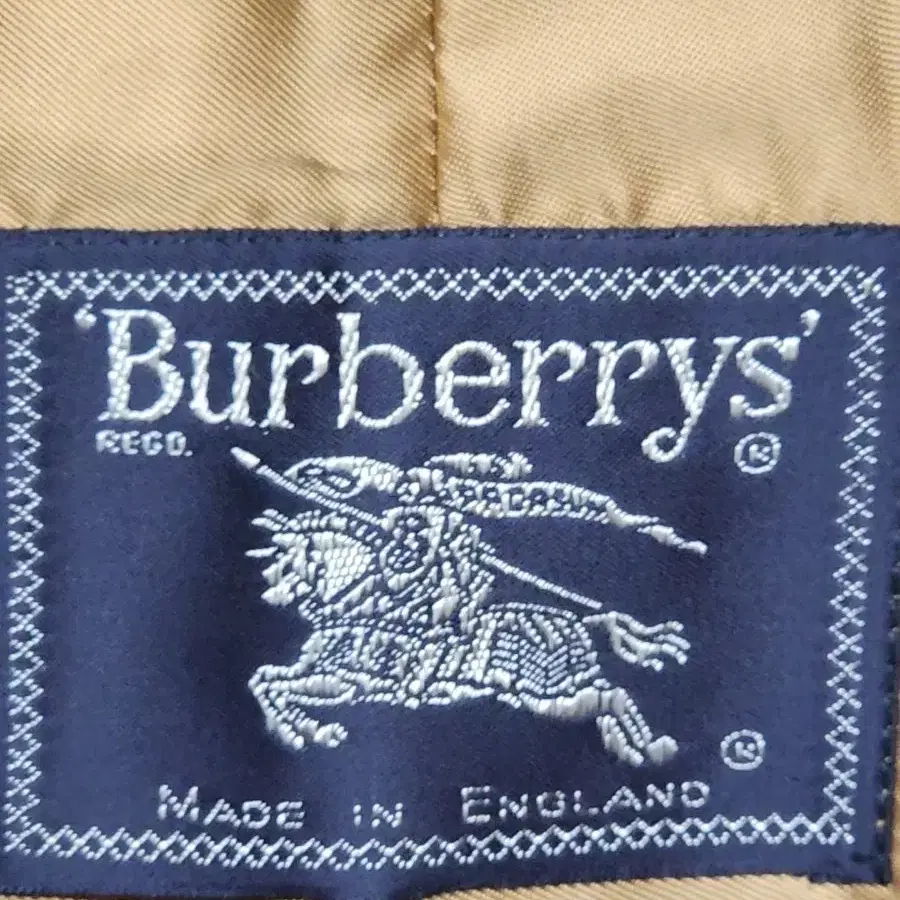 'Burberrys'
REGD. ®
®
MADE IN ENGLAND